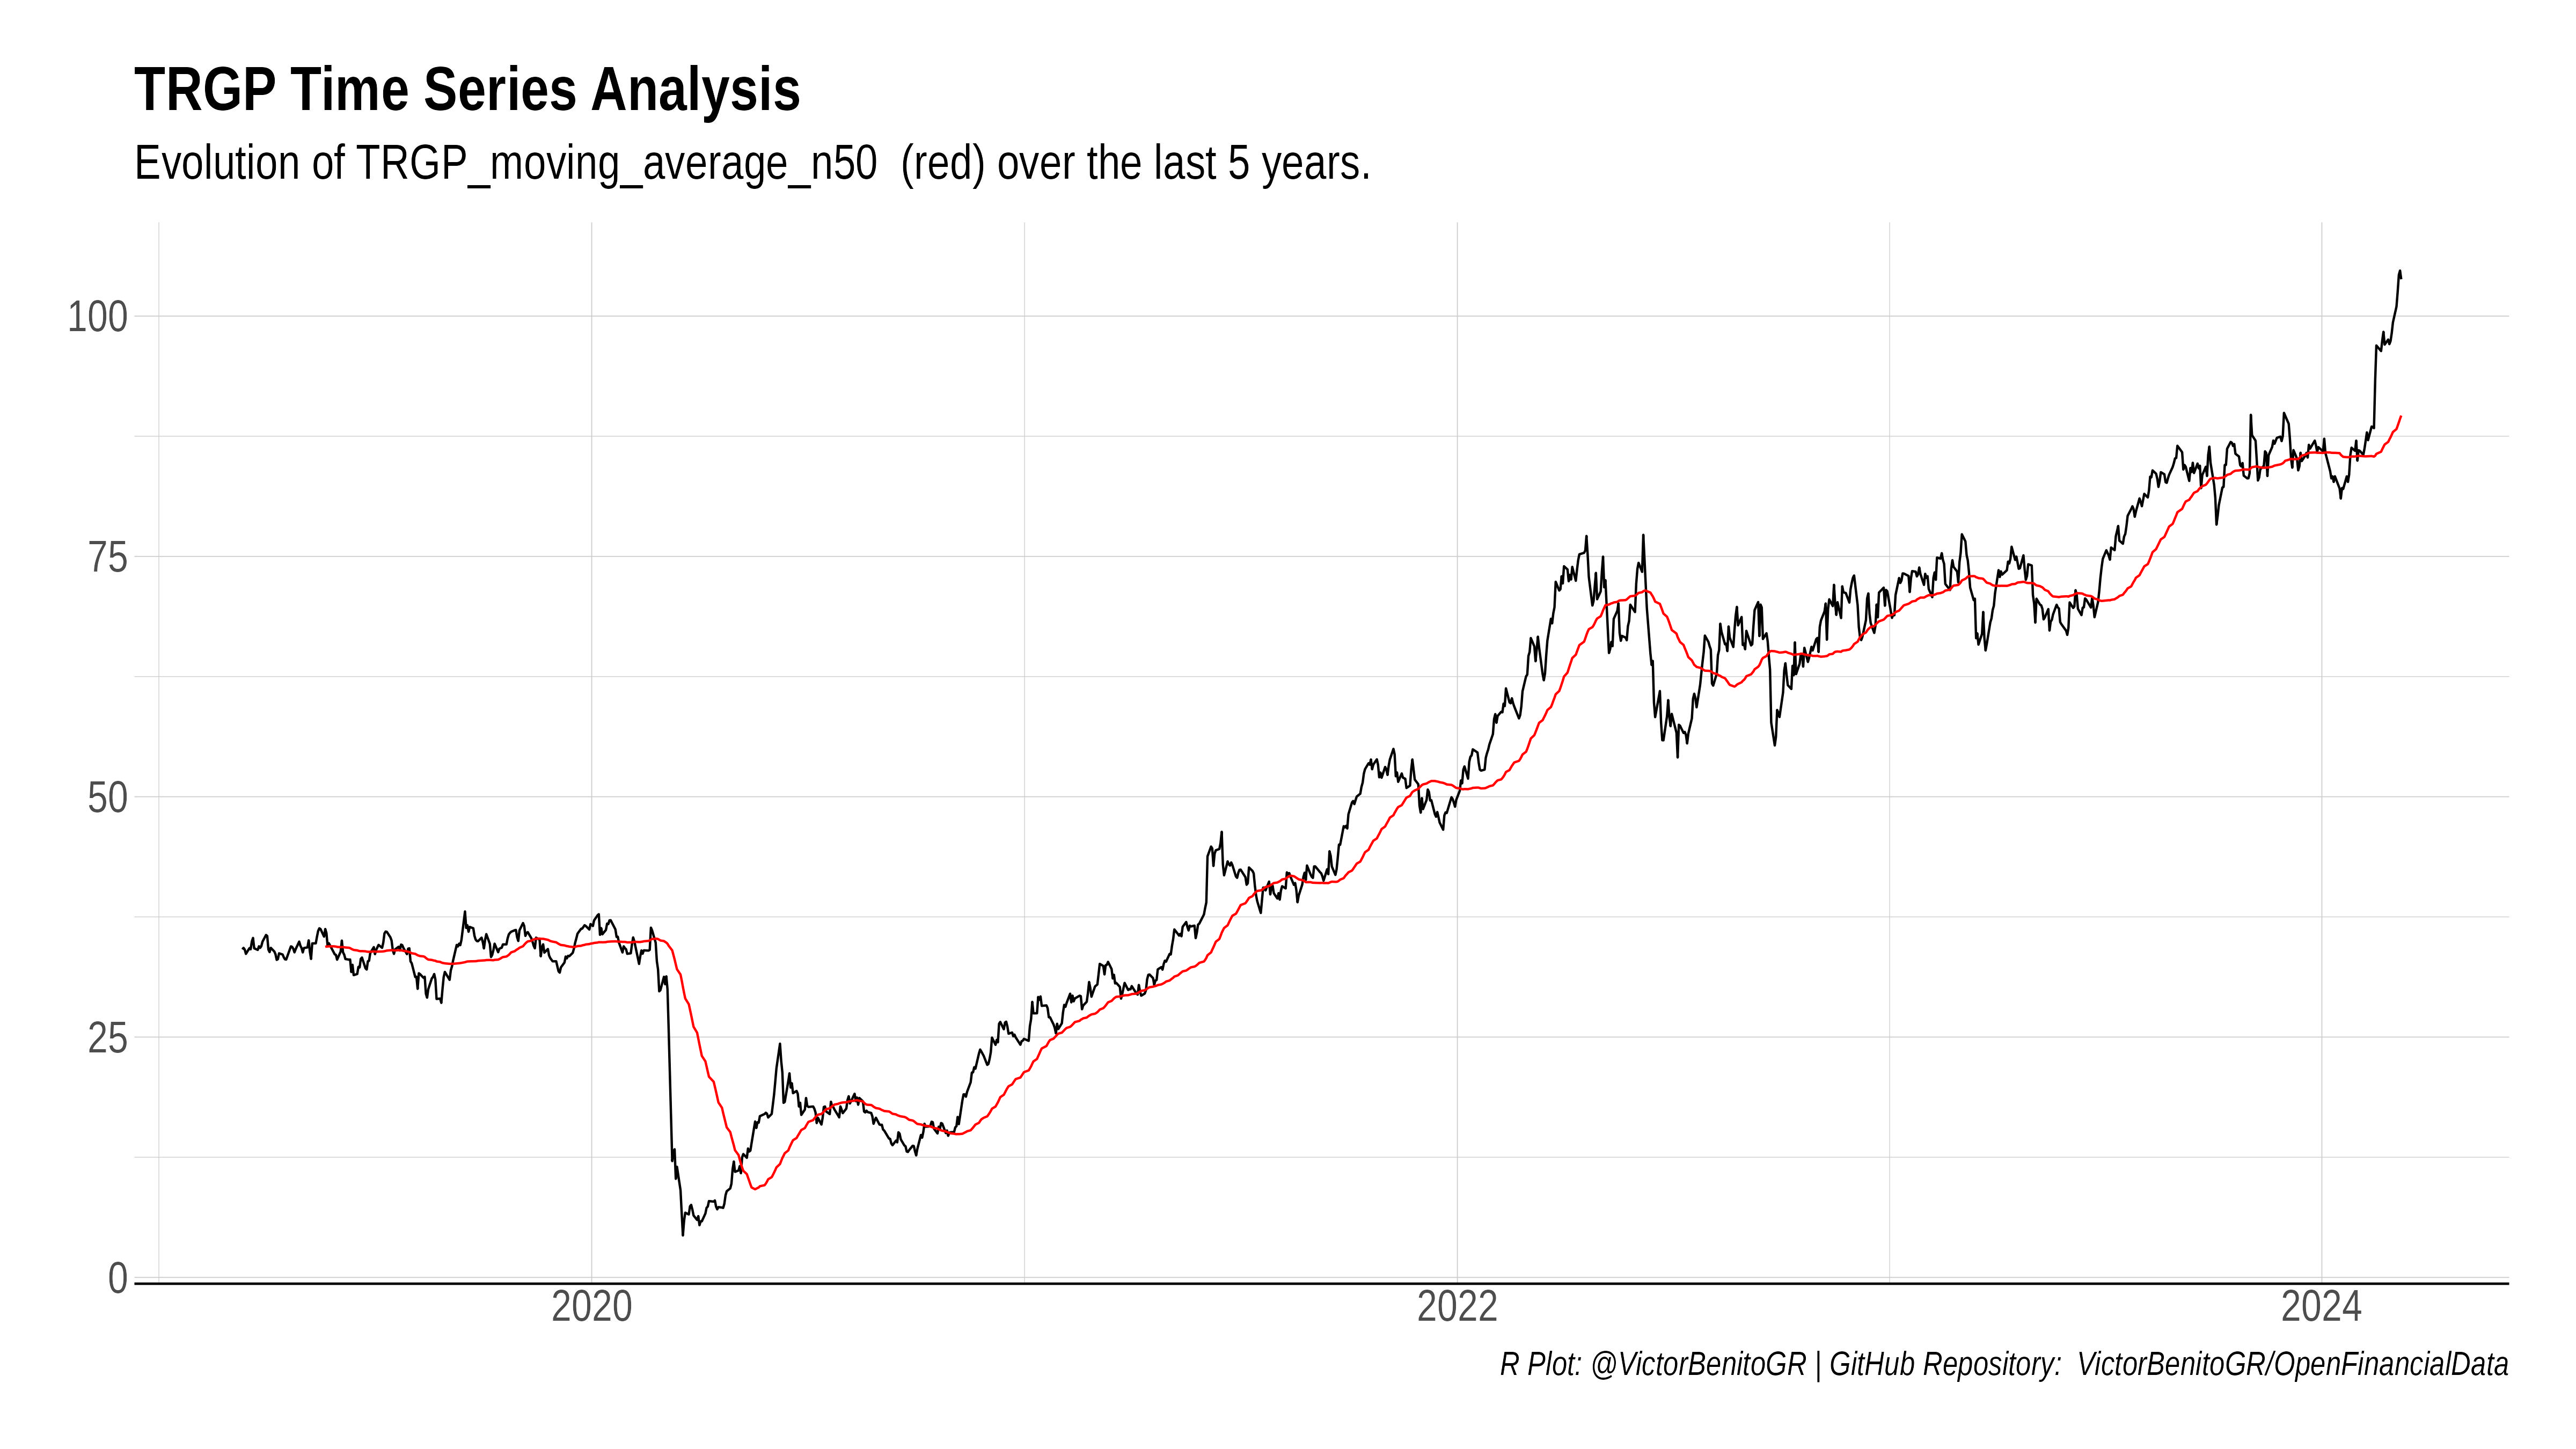 TRGP Time Series Analysis
Evolution of TRGP_moving_average_n50  (red) over the last 5 years.
100
75
50
25
0
2020 2022 2024
R Plot: @VictorBenitoGR | GitHub Repository:  VictorBenitoGR/OpenFinancialData